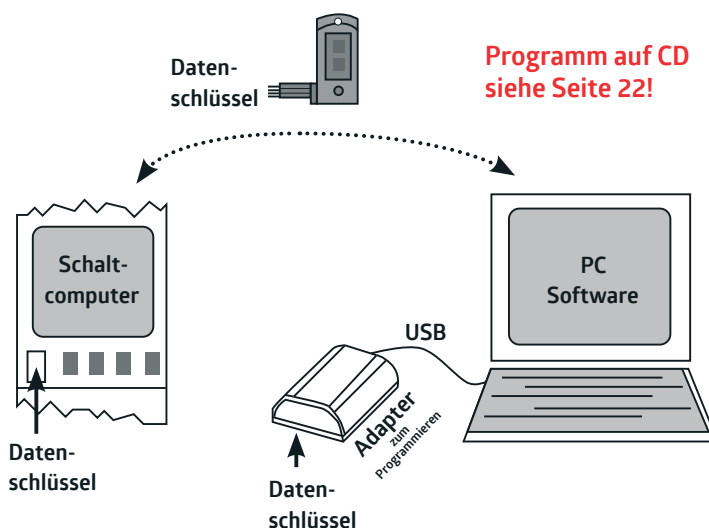 Daten-
schlüssel
Programm auf CD
siehe Seite 22!
Schalt-
computer
PC
Software
USB
Adapter
zum
Programmieren
Daten-
schlüssel
Daten-
schlüssel